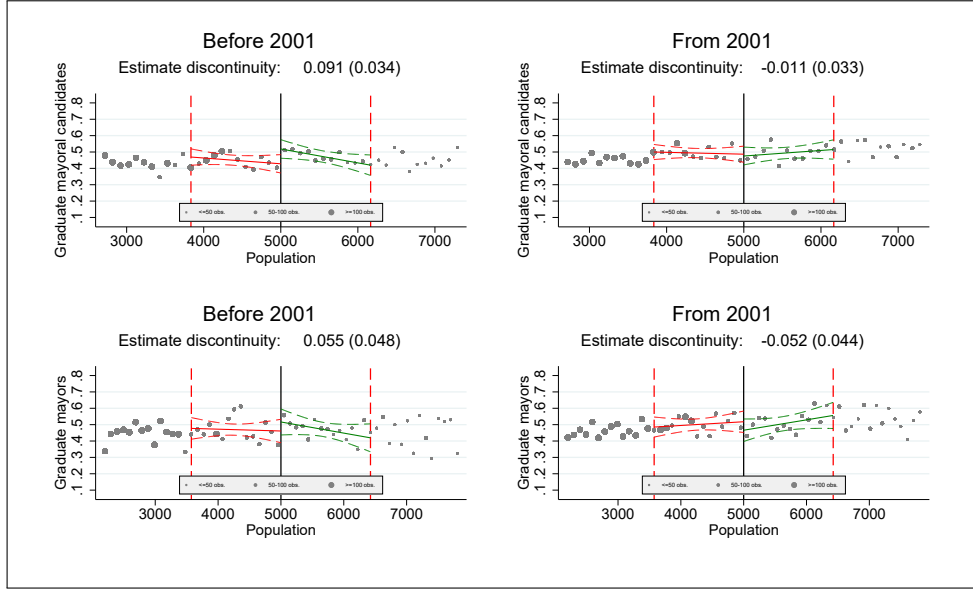 Before 2001
Estimate discontinuity: 0.091 (0.034)
Graduate mayoral candidates
.1 .2 .3 .4 .5 .6 .7 .8
<=50 obs. 50-100 obs. >=100 obs.
3000 4000 5000 6000 7000
Population
From 2001
Estimate discontinuity: -0.011 (0.033)
Graduate mayoral candidates
.1 .2 .3 .4 .5 .6 .7 .8
<=50 obs. 50-100 obs. >=100 obs.
3000 4000 5000 6000 7000
Population
Before 2001
Estimate discontinuity: 0.055 (0.048)
Graduate mayors
.1 .2 .3 .4 .5 .6 .7 .8
<=50 obs. 50-100 obs. >=100 obs.
3000 4000 5000 6000 7000
Population
From 2001
Estimate discontinuity: -0.052 (0.044)
Graduate mayors
.1 .2 .3 .4 .5 .6 .7 .8
<=50 obs. 50-100 obs. >=100 obs.
3000 4000 5000 6000 7000
Population